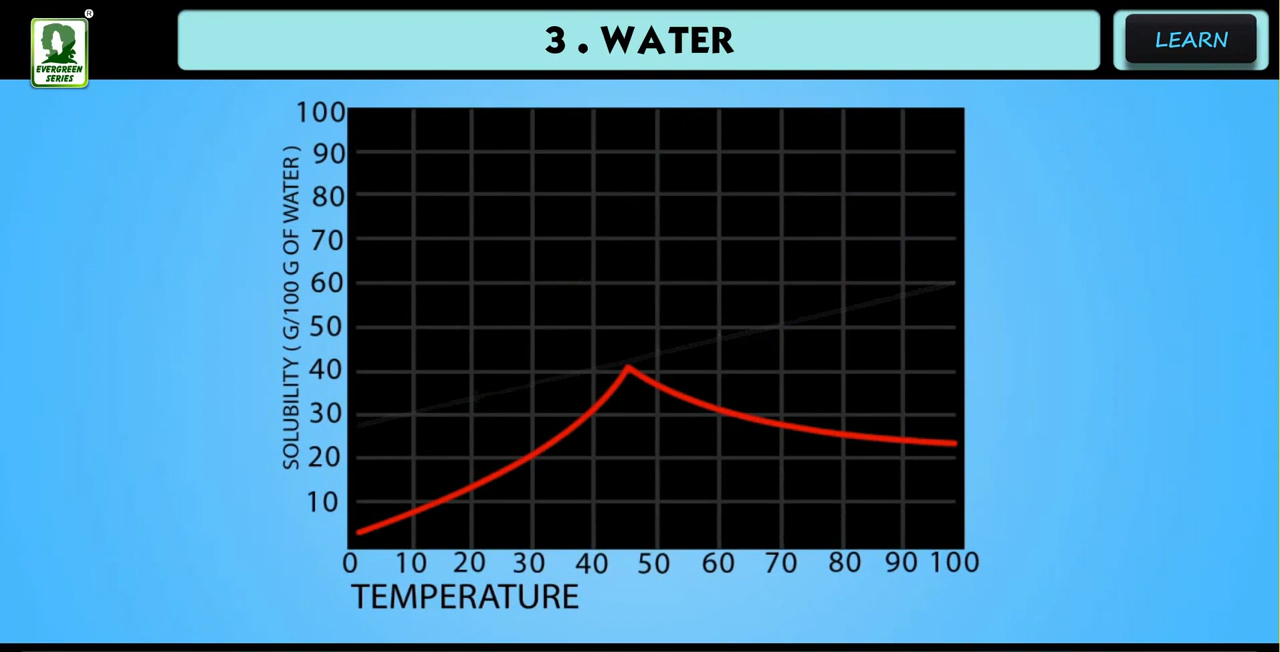 ®
EVERGREEN
SERIES
3 . WATER
LEARN
SOLUBILITY ( G/100 G OF WATER )
100
90
80
70
60
50
40
30
20
10
0 10 20 30 40 50 60 70 80 90 100
TEMPERATURE